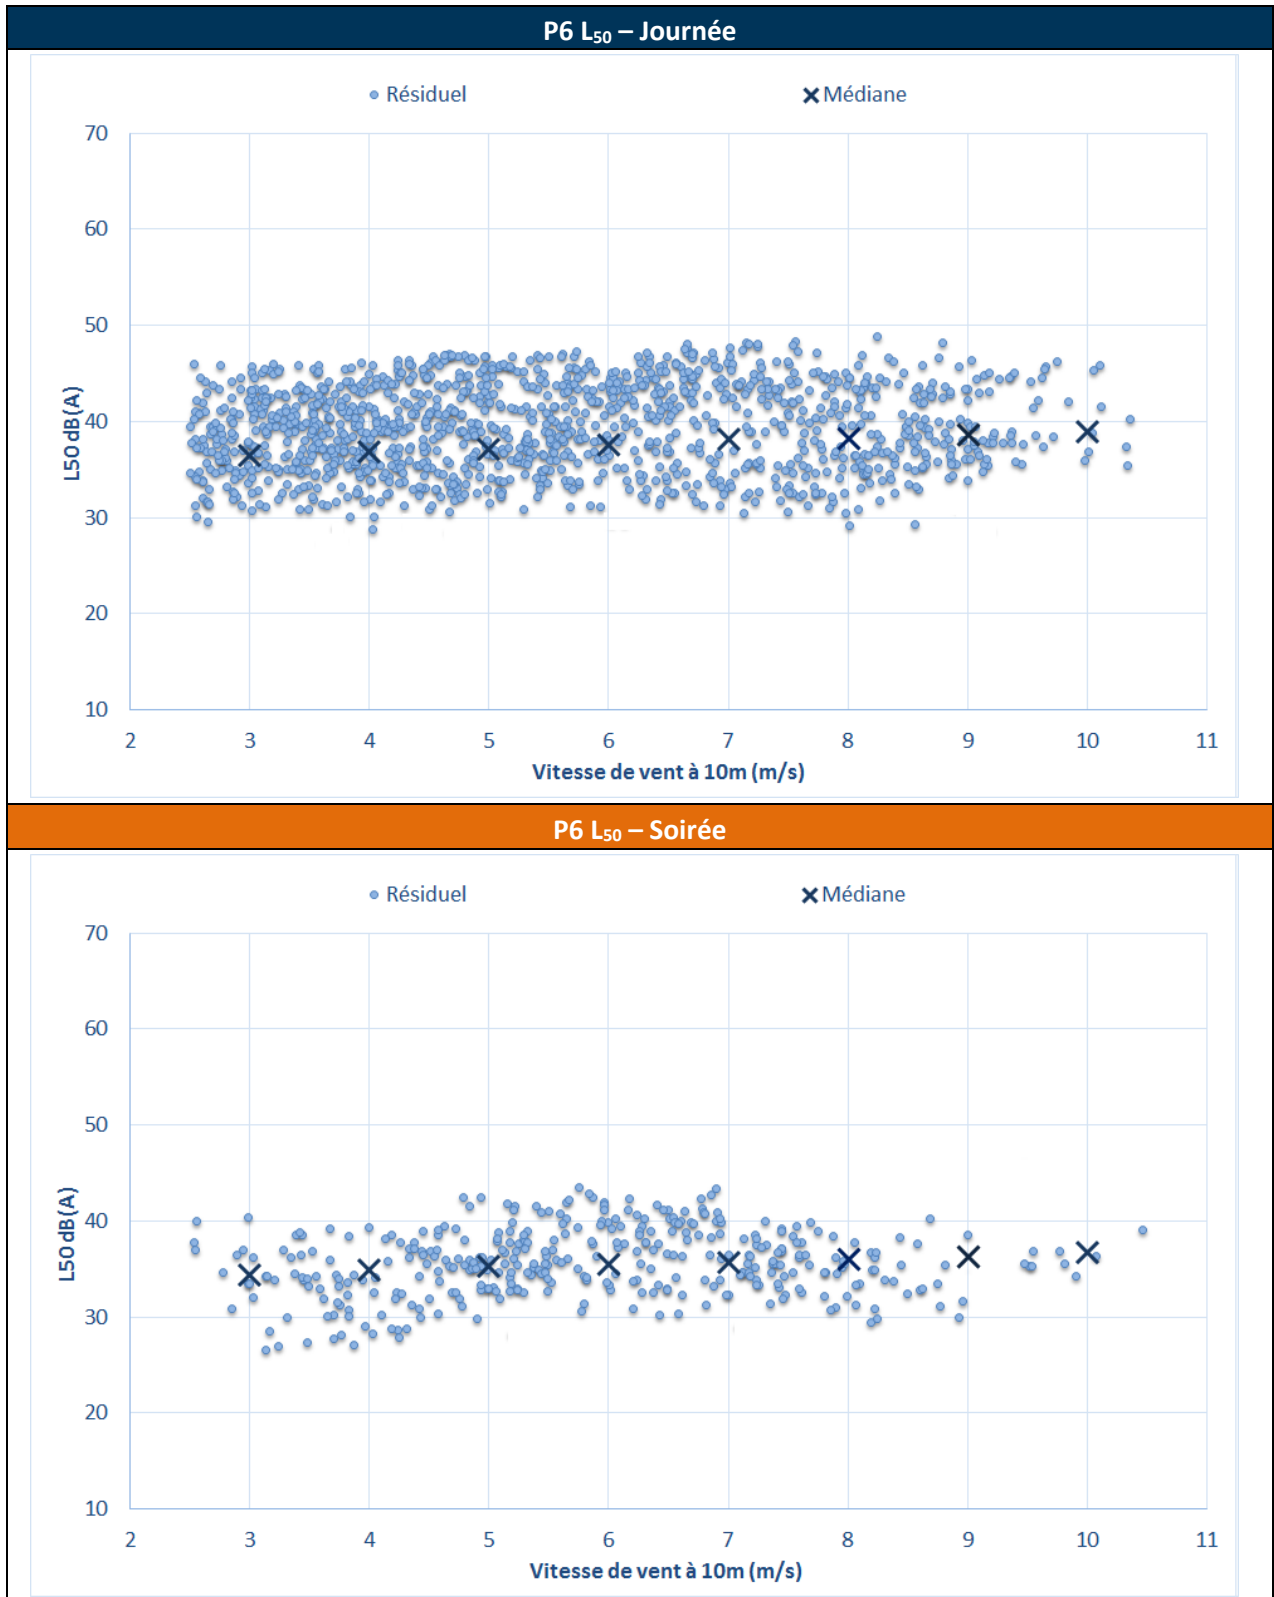 P6 L50 – Journée
Résiduel Médiane
70
60
50
40
30
20
10
L50 dB(A)
2 3 4 5 6 7 8 9 10 11
Vitesse de vent à 10m (m/s)
P6 L50 – Soirée
Résiduel Médiane
70
60
50
40
30
20
10
L50 dB(A)
2 3 4 5 6 7 8 9 10 11
Vitesse de vent à 10m (m/s)